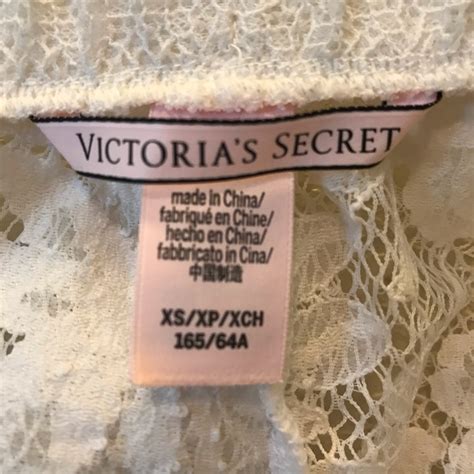 VICTORIA'S SECRET
made in China/
fabriqué en Chine/
hecho en China/
fabbricato in Cina/
中国制造
XS/XP/XCH
165/64A